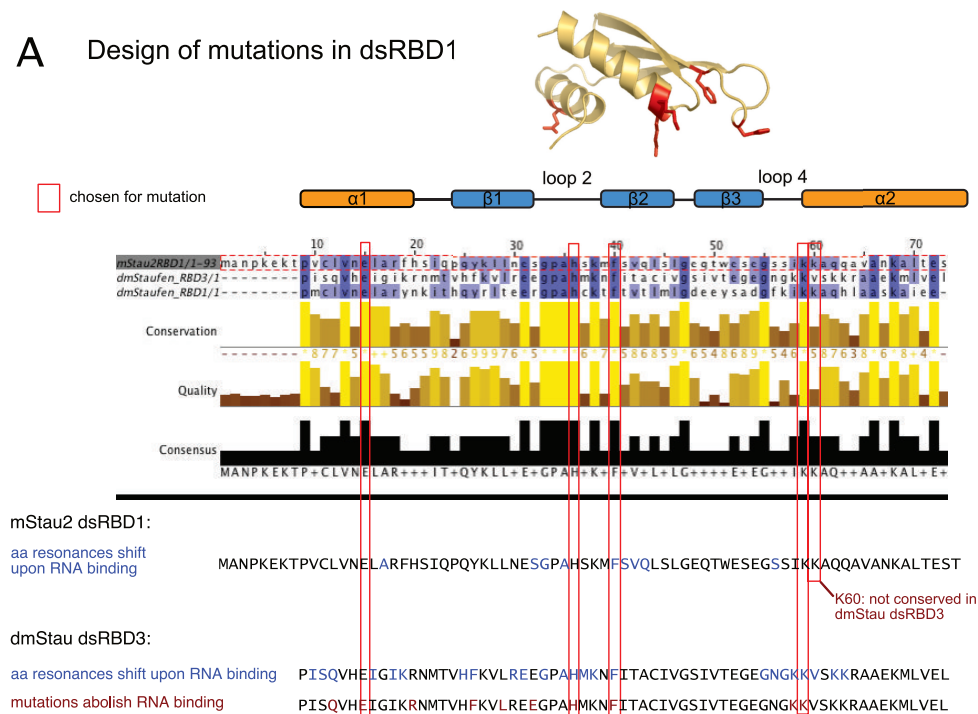 A Design of mutations in dsRBD1
chosen for mutation
loop 2 loop 4
α1 β1 β2 β3 α2
10 20 30 40 50 60 70
mStau2RBD1/1-93 manpkektpvclvnelarfhsiqpqykllnesgpahskmfsvqlslgeqtwesegssikkaqqavankaltes
dmStaufen_RBD3/1 --------pisqvheigikrnmtvhfkvlreegpahmknfitacivgsivtegegngkkvskkraaekmlvel
dmStaufen_RBD1/1 --------pmclvnelarynkithqyrlteergpahcktftvtlmlgdeeysadgfkikkaqhlaaskaiee-
Conservation
Quality
Consensus
MANPKEKTP+CLVNELAR+++IT+QYKLL+E+GPAH+K+F+V+L+LG++++E+EG++IKKAQ++AA+KAL+E+
mStau2 dsRBD1:
aa resonances shift
upon RNA binding
MANPKEKTPVCLVNELARFHSIQPQYKLLNESGPAHSKMFSVQLSLGEQTWESEGSSIKKAQQAVANKALTEST
K60: not conserved in
dmStau dsRBD3
dmStau dsRBD3:
aa resonances shift upon RNA binding PISQVHEIGIKRNMTVHFKVLREEGPAHMKNFITACIVGSIVTEGEGNGKKVSKKRAAEKMLVEL
mutations abolish RNA binding PISQVHEIGIKRNMTVHFKVLREEGPAHMKNFITACIVGSIVTEGEGNGKKVSKKRAAEKMLVEL